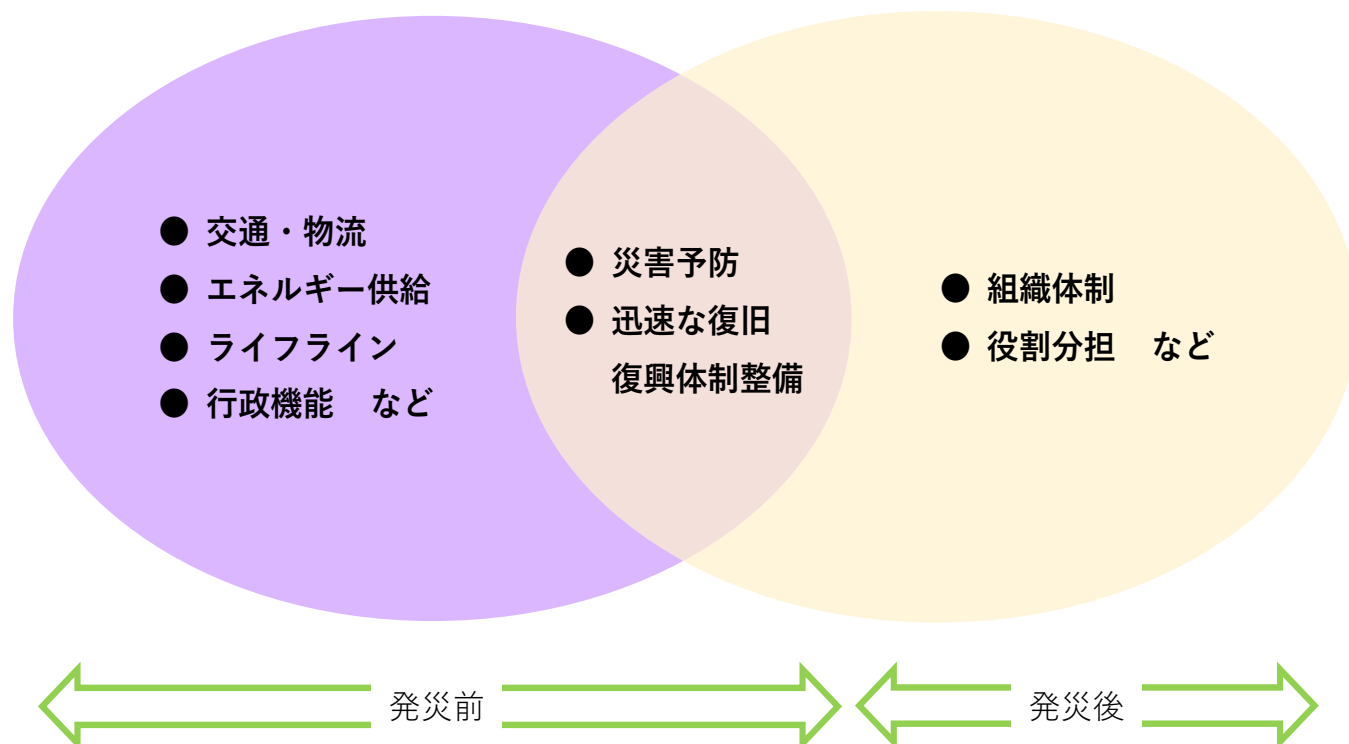 ● 交通・物流
● エネルギー供給
● ライフライン
● 行政機能　など
● 災害予防
● 迅速な復旧
復興体制整備
● 組織体制
● 役割分担　など
発災前
発災後